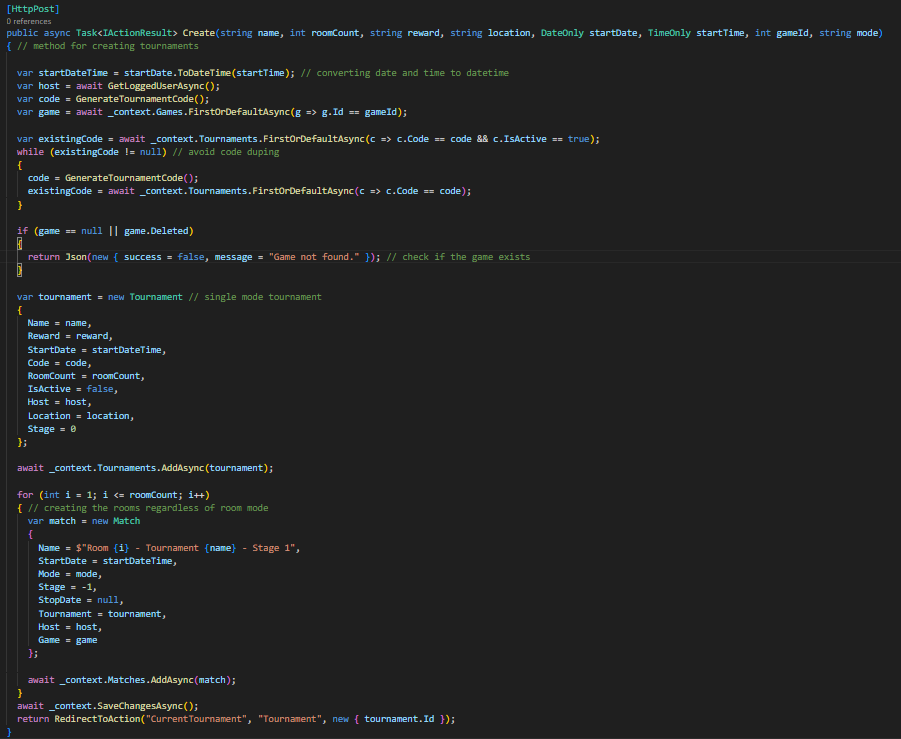 [HttpPost]
0 references
public async Task<IActionResult> Create(string name, int roomCount, string reward, string location, DateOnly startDate, TimeOnly startTime, int gameId, string mode)
{ // method for creating tournaments
var startDateTime = startDate.ToDateTime(startTime); // converting date and time to datetime
var host = await GetLoggedUserAsync();
var code = GenerateTournamentCode();
var game = await _context.Games.FirstOrDefaultAsync(g => g.Id == gameId);
var existingCode = await _context.Tournaments.FirstOrDefaultAsync(c => c.Code == code && c.IsActive == true);
while (existingCode != null) // avoid code duping
{
code = GenerateTournamentCode();
existingCode = await _context.Tournaments.FirstOrDefaultAsync(c => c.Code == code);
}
if (game == null || game.Deleted)
{
return Json(new { success = false, message = "Game not found." }); // check if the game exists
}
var tournament = new Tournament // single mode tournament
{
Name = name,
Reward = reward,
StartDate = startDateTime,
Code = code,
RoomCount = roomCount,
IsActive = false,
Host = host,
Location = location,
Stage = 0
};
await _context.Tournaments.AddAsync(tournament);
for (int i = 1; i <= roomCount; i++)
{ // creating the rooms regardless of room mode
var match = new Match
{
Name = $"Room {i} - Tournament {name} - Stage 1",
StartDate = startDateTime,
Mode = mode,
Stage = -1,
StopDate = null,
Tournament = tournament,
Host = host,
Game = game
};
await _context.Matches.AddAsync(match);
}
await _context.SaveChangesAsync();
return RedirectToAction("CurrentTournament", "Tournament", new { tournament.Id });
}